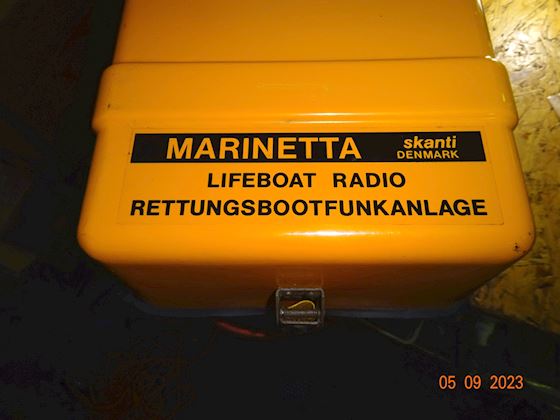 MARINETTA skanti
DENMARK
LIFEBOAT RADIO
RETTUNGSBOOTFUNKANLAGE
05 09 2023